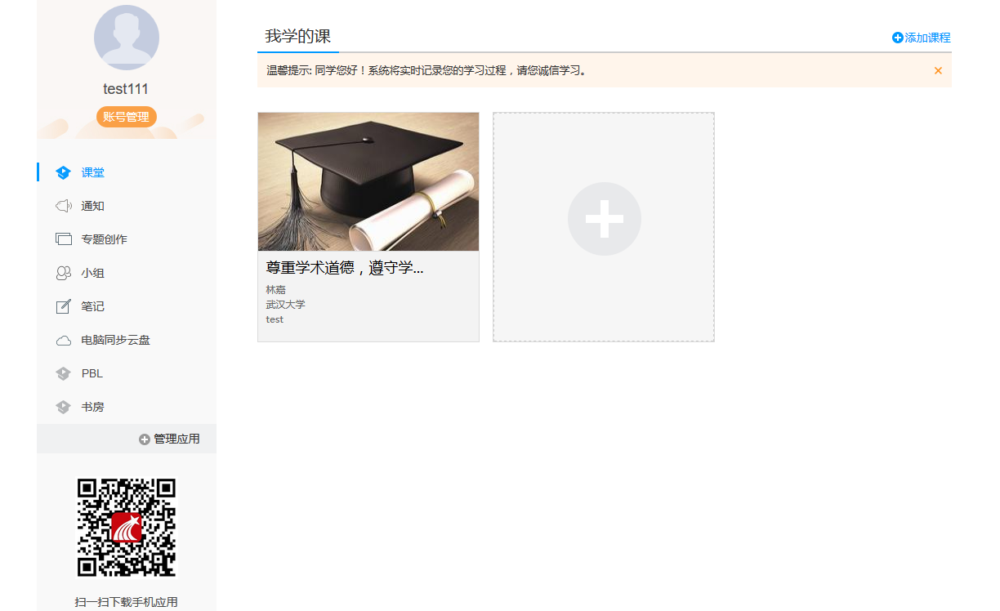 test111
账号管理
课堂
通知
专题创作
小组
笔记
电脑同步云盘
PBL
书房
管理应用
扫一扫下载手机应用
我学的课
添加课程
温馨提示: 同学您好！系统将实时记录您的学习过程，请您诚信学习。
尊重学术道德，遵守学...
林嘉
武汉大学
test